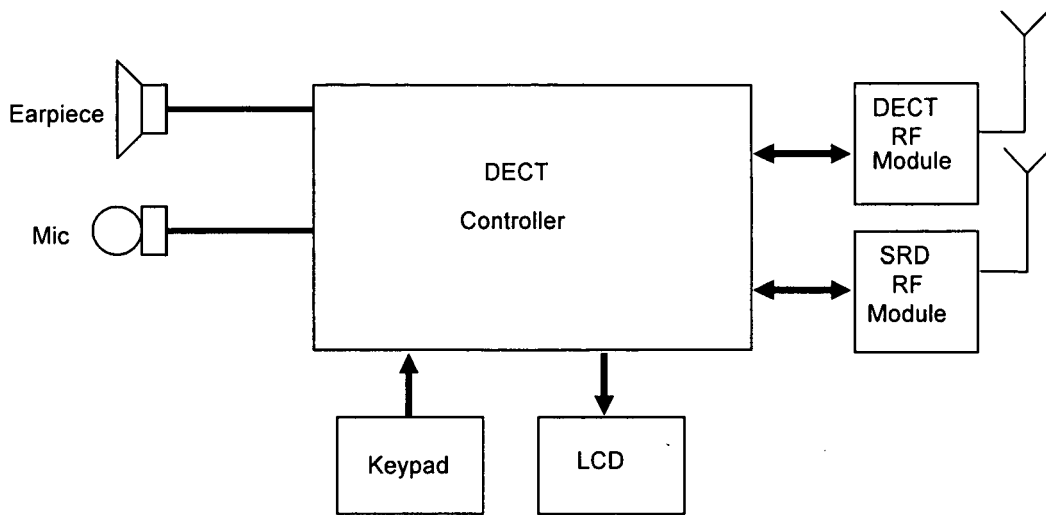 Earpiece
Mic
DECT
Controller
DECT
RF
Module
SRD
RF
Module
Keypad
LCD